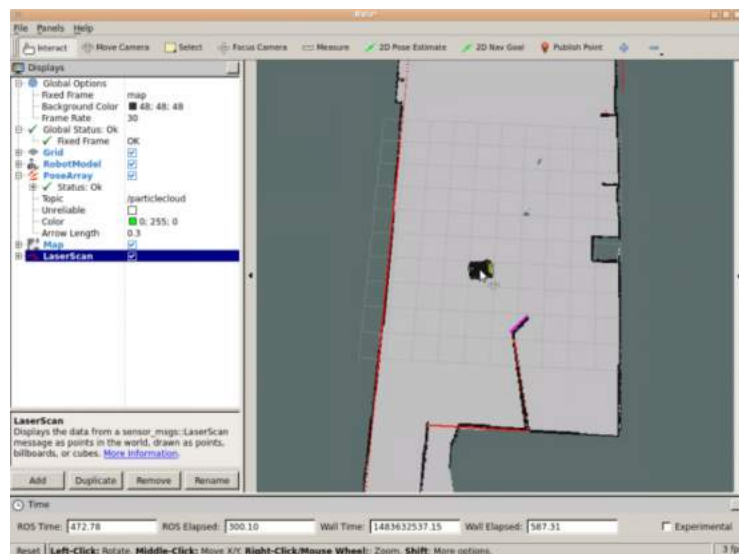 File Panels Help
Interact Move Camera Select Focus Camera Measure 2D Pose Estimate 2D Nav Goal Publish Point
Displays
Global Options
Fixed Frame map
Background Color 48; 48; 48
Frame Rate 30
Global Status: Ok
Fixed Frame OK
Grid
RobotModel
PoseArray
Status: Ok
Topic /particlecloud
Unreliable
Color 0; 255; 0
Arrow Length 0.3
Map
LaserScan
LaserScan
Displays the data from a sensor_msgs::LaserScan
message as points in the world, drawn as points,
billboards, or cubes. More Information.
Add Duplicate Remove Rename
Time
ROS Time: 472.78 ROS Elapsed: 300.10 Wall Time: 1483632537.15 Wall Elapsed: 587.31 Experimental
Reset Left-Click: Rotate. Middle-Click: Move X/Y. Right-Click/Mouse Wheel: Zoom. Shift: More options. 3 fp